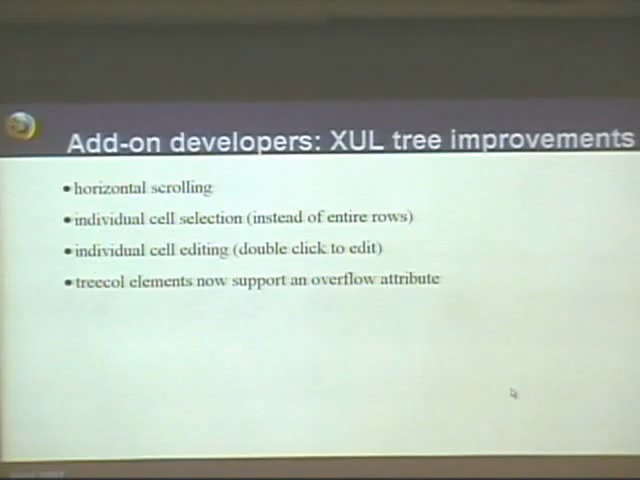 Add-on developers: XUL tree improvements
• horizontal scrolling
• individual cell selection (instead of entire rows)
• individual cell editing (double click to edit)
• treecol elements now support an overflow attribute